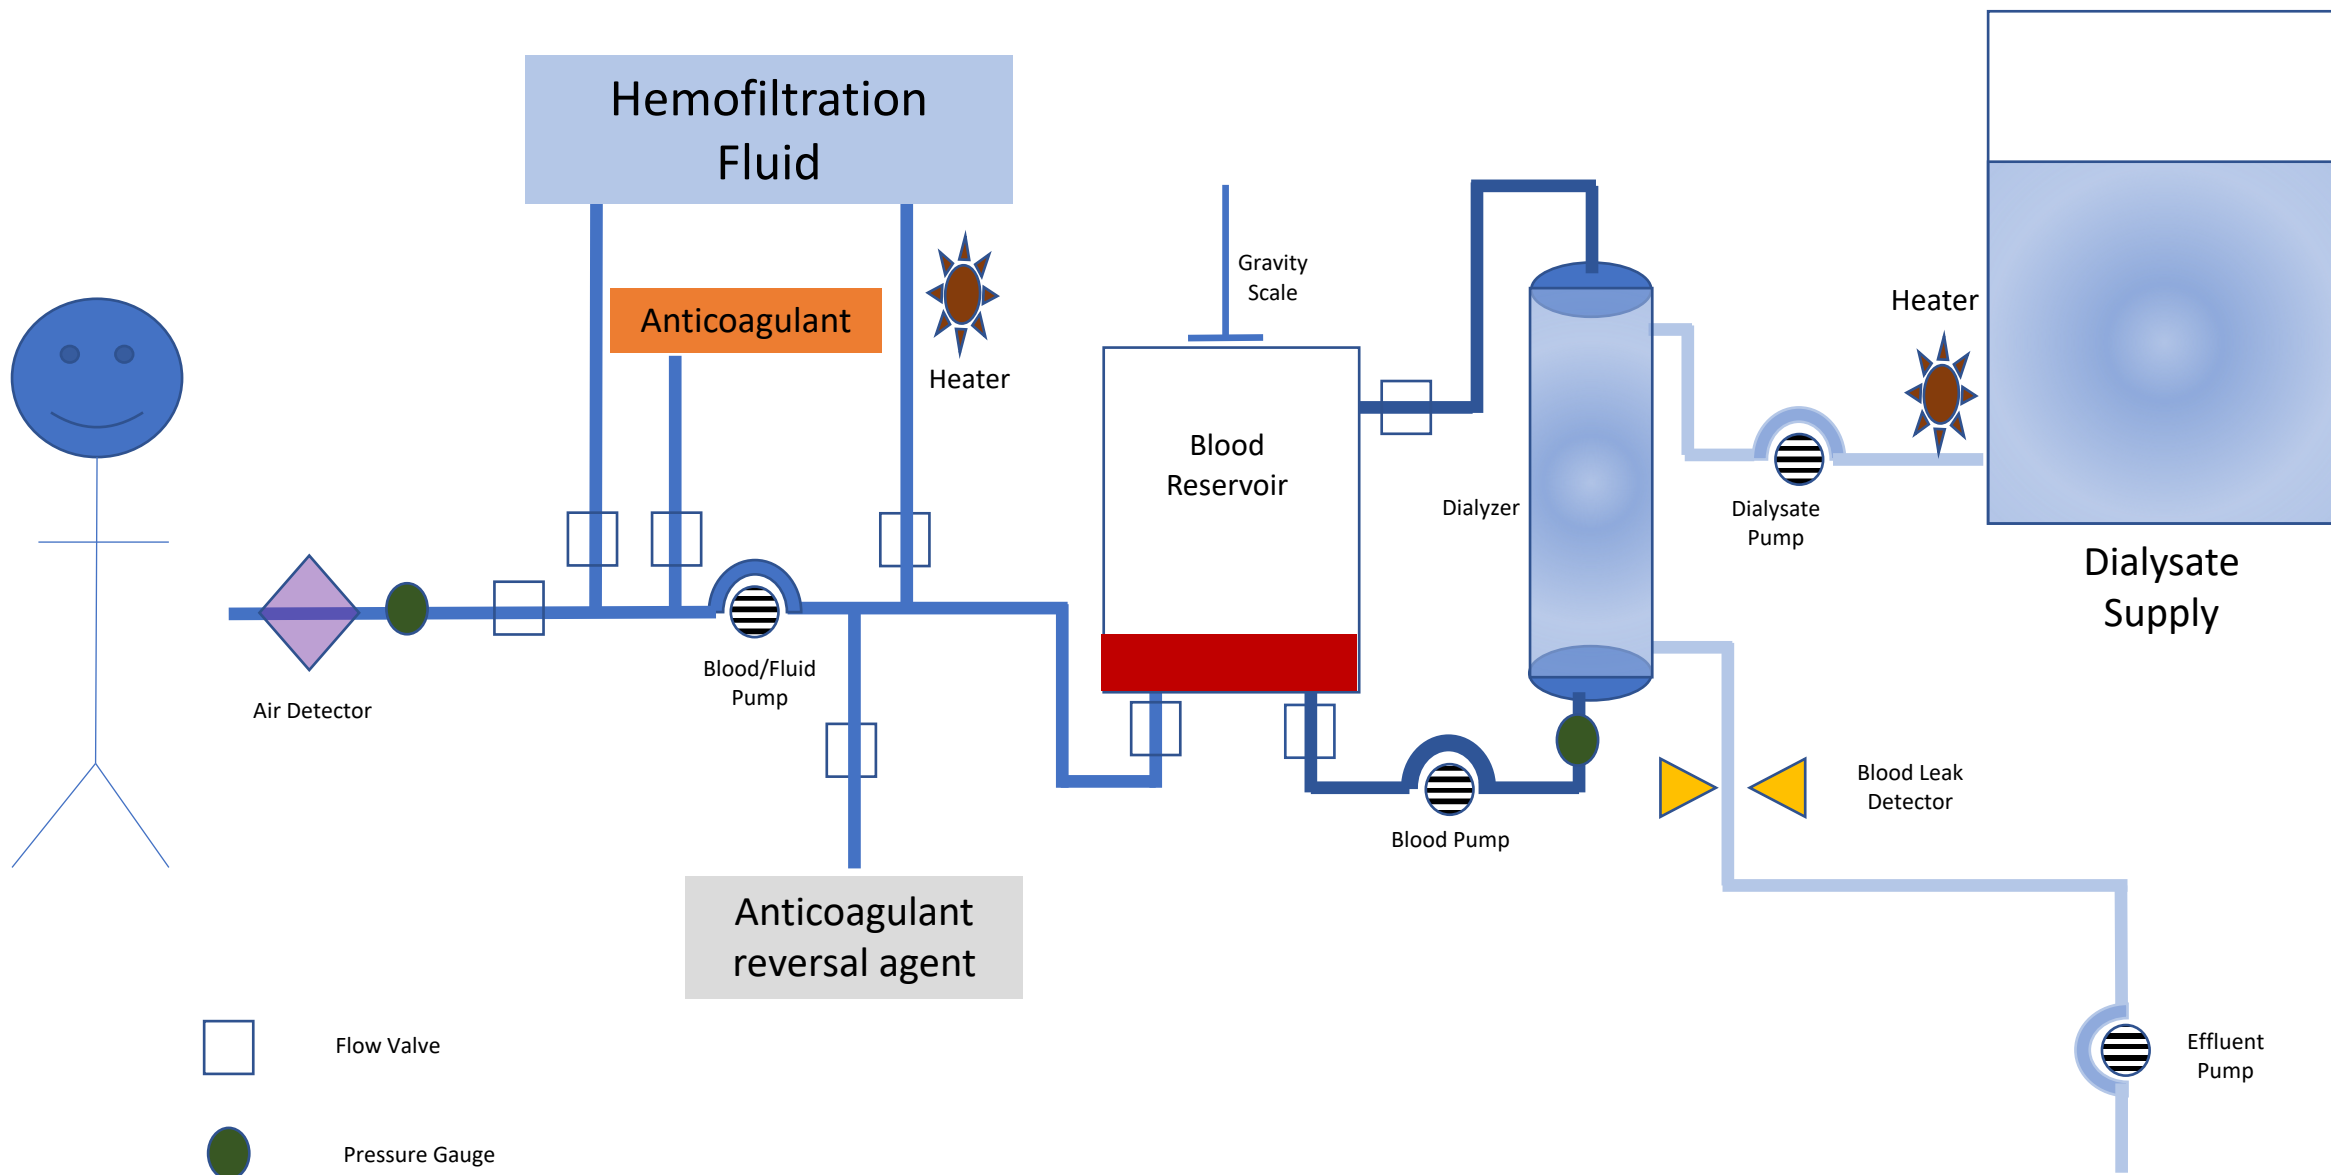 Hemofiltration
Fluid
Gravity
Scale
Anticoagulant
Heater
Heater
Blood
Reservoir
Dialyzer
Dialysate
Pump
Dialysate
Supply
Air Detector
Blood/Fluid
Pump
Blood Leak
Detector
Blood Pump
Anticoagulant
reversal agent
Flow Valve
Effluent
Pump
Pressure Gauge